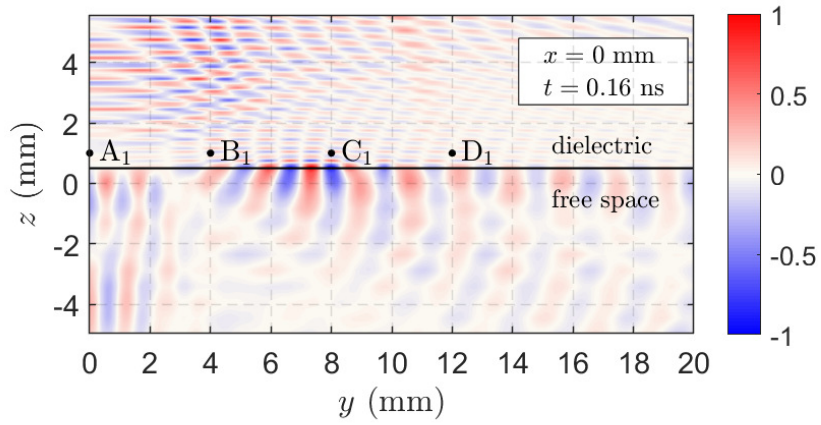 x = 0 mm
t = 0.16 ns
A₁ B₁ C₁ D₁
dielectric
free space
4
2
0
-2
-4
z (mm)
0 2 4 6 8 10 12 14 16 18 20
y (mm)
1
0.5
0
-0.5
-1